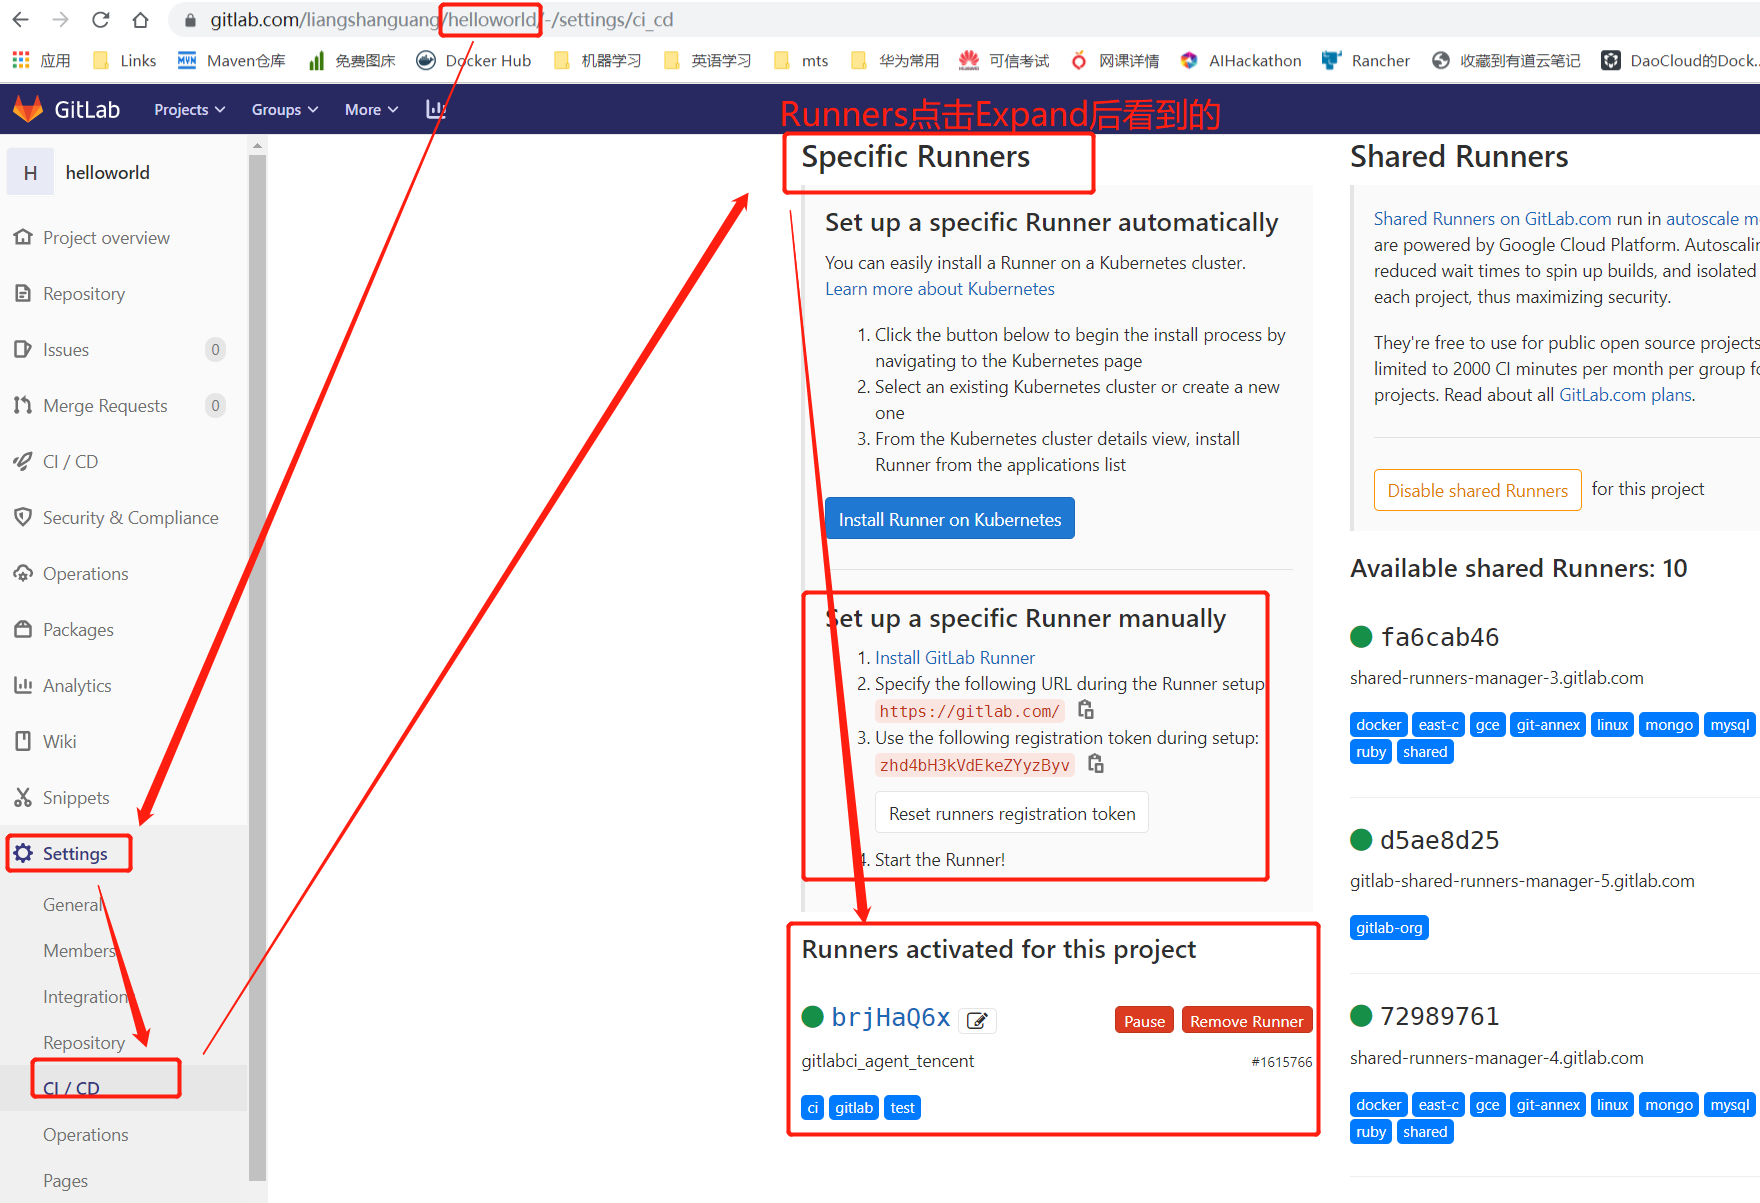 gitlab.com/liangshanguang/helloworld/-/settings/ci_cd
应用 Links Maven仓库 免费图床 Docker Hub 机器学习 英语学习 mts 华为常用 可信考试 网课详情 AIHackathon Rancher 收藏到有道云笔记 DaoCloud的Dock...
GitLab Projects Groups More
Runners点击Expand后看到的
H helloworld
Project overview
Repository
Issues 0
Merge Requests 0
CI / CD
Security & Compliance
Operations
Packages
Analytics
Wiki
Snippets
Settings
General
Members
Integration
Repository
CI / CD
Operations
Pages
Specific Runners
Set up a specific Runner automatically
You can easily install a Runner on a Kubernetes cluster.
Learn more about Kubernetes
1. Click the button below to begin the install process by
navigating to the Kubernetes page
2. Select an existing Kubernetes cluster or create a new
one
3. From the Kubernetes cluster details view, install
Runner from the applications list
Install Runner on Kubernetes
Set up a specific Runner manually
1. Install GitLab Runner
2. Specify the following URL during the Runner setup
https://gitlab.com/
3. Use the following registration token during setup:
zhd4bH3kVdEkeZYyzByv
Reset runners registration token
4. Start the Runner!
Runners activated for this project
brjHaQ6x
Pause Remove Runner
gitlabci_agent_tencent #1615766
ci gitlab test
Shared Runners
Shared Runners on GitLab.com run in autoscale m
are powered by Google Cloud Platform. Autoscalin
reduced wait times to spin up builds, and isolated
each project, thus maximizing security.
They're free to use for public open source projects
limited to 2000 CI minutes per month per group fo
projects. Read about all GitLab.com plans.
Disable shared Runners for this project
Available shared Runners: 10
fa6cab46
shared-runners-manager-3.gitlab.com
docker east-c gce git-annex linux mongo mysql
ruby shared
d5ae8d25
gitlab-shared-runners-manager-5.gitlab.com
gitlab-org
72989761
shared-runners-manager-4.gitlab.com
docker east-c gce git-annex linux mongo mysql
ruby shared